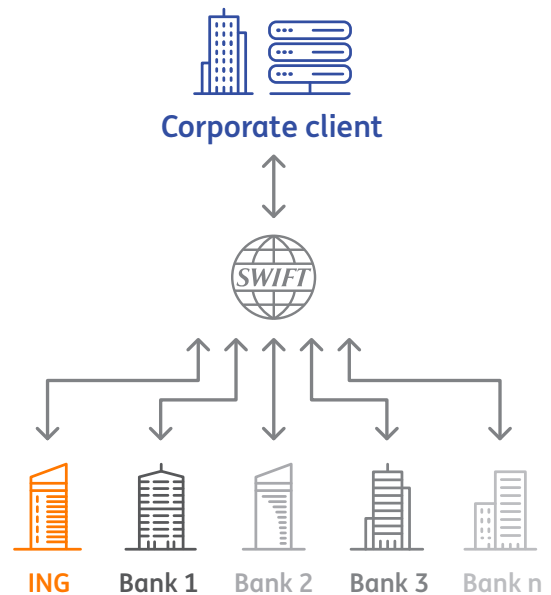 Corporate client
SWIFT
ING
Bank 1
Bank 2
Bank 3
Bank n